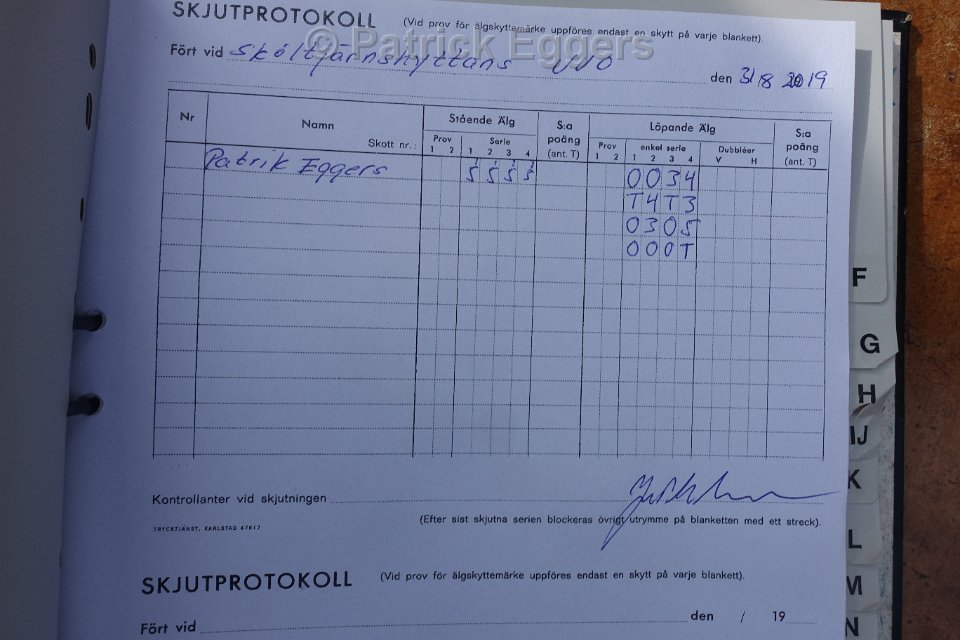 SKJUTPROTOKOLL (Vid prov för älgskyttemärke uppföres endast en skytt på varje blankett).
© Patrick Eggers
Fört vid Sköltjärnshyttans VVO den 31/8 2019
Nr Namn Stående Älg S:a poäng (ant. T) Löpande Älg S:a poäng (ant. T)
Skott nr.: Prov 1 2 Serie 1 2 3 4 Prov 1 2 enkel serie 1 2 3 4 Dubbléer V H
Patrik Eggers 5 5 5 5 0 0 3 4
T 4 T 3
0 3 0 5
0 0 0 T
Kontrollanter vid skjutningen
(Efter sist skjutna serien blockeras övrigt utrymme på blanketten med ett streck).
TRYCKTJÄNST, KARLSTAD 47617
SKJUTPROTOKOLL (Vid prov för älgskyttemärke uppföres endast en skytt på varje blankett).
Fört vid den / 19
F
G
H
IJ
K
L
M
N